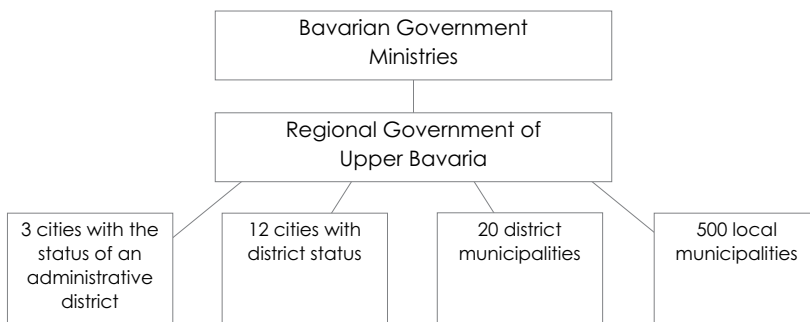 Bavarian Government
Ministries
Regional Government of
Upper Bavaria
3 cities with the
status of an
administrative
district
12 cities with
district status
20 district
municipalities
500 local
municipalities